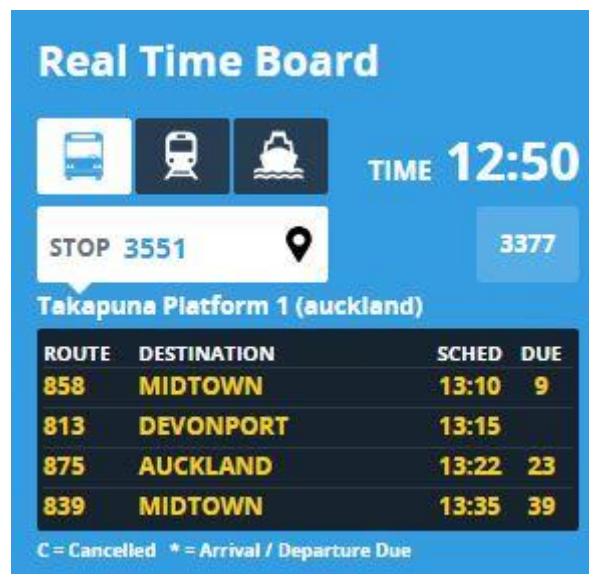 Real Time Board
TIME 12:50
STOP 3551
3377
Takapuna Platform 1 (auckland)
ROUTE DESTINATION SCHED DUE
858 MIDTOWN 13:10 9
813 DEVONPORT 13:15
875 AUCKLAND 13:22 23
839 MIDTOWN 13:35 39
C = Cancelled * = Arrival / Departure Due